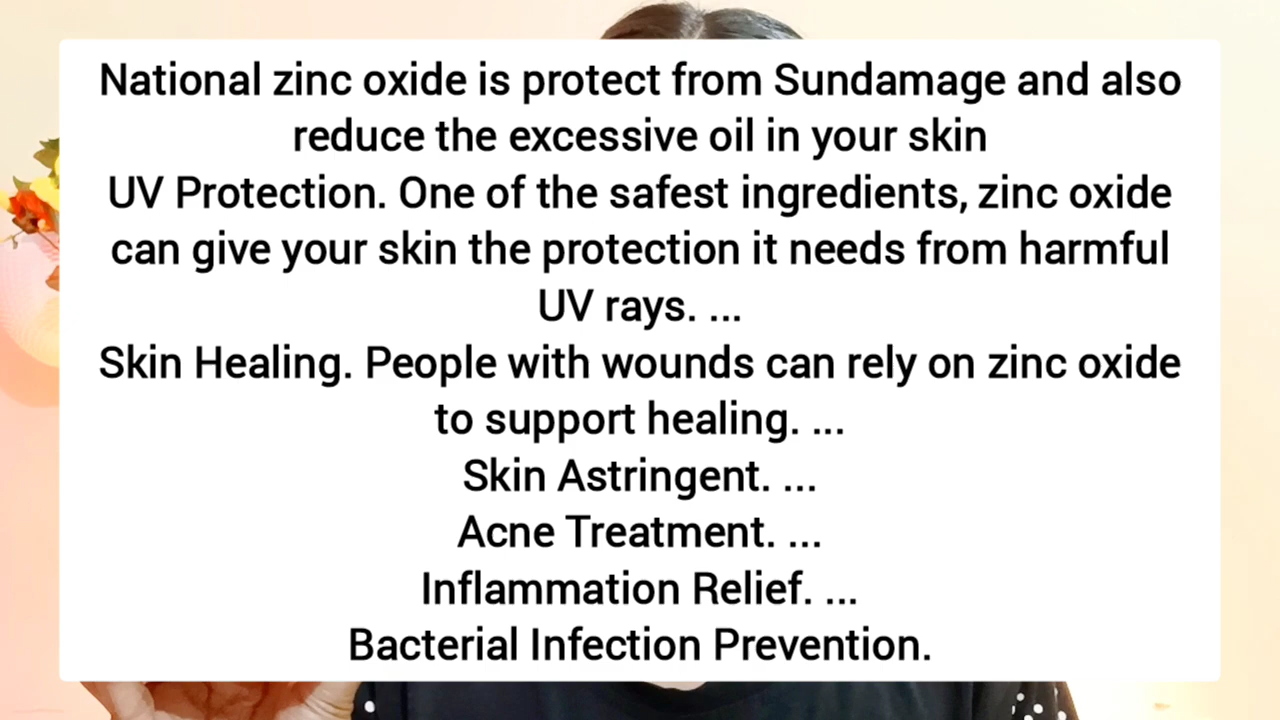 National zinc oxide is protect from Sundamage and also
reduce the excessive oil in your skin
UV Protection. One of the safest ingredients, zinc oxide
can give your skin the protection it needs from harmful
UV rays. ...
Skin Healing. People with wounds can rely on zinc oxide
to support healing. ...
Skin Astringent. ...
Acne Treatment. ...
Inflammation Relief. ...
Bacterial Infection Prevention.